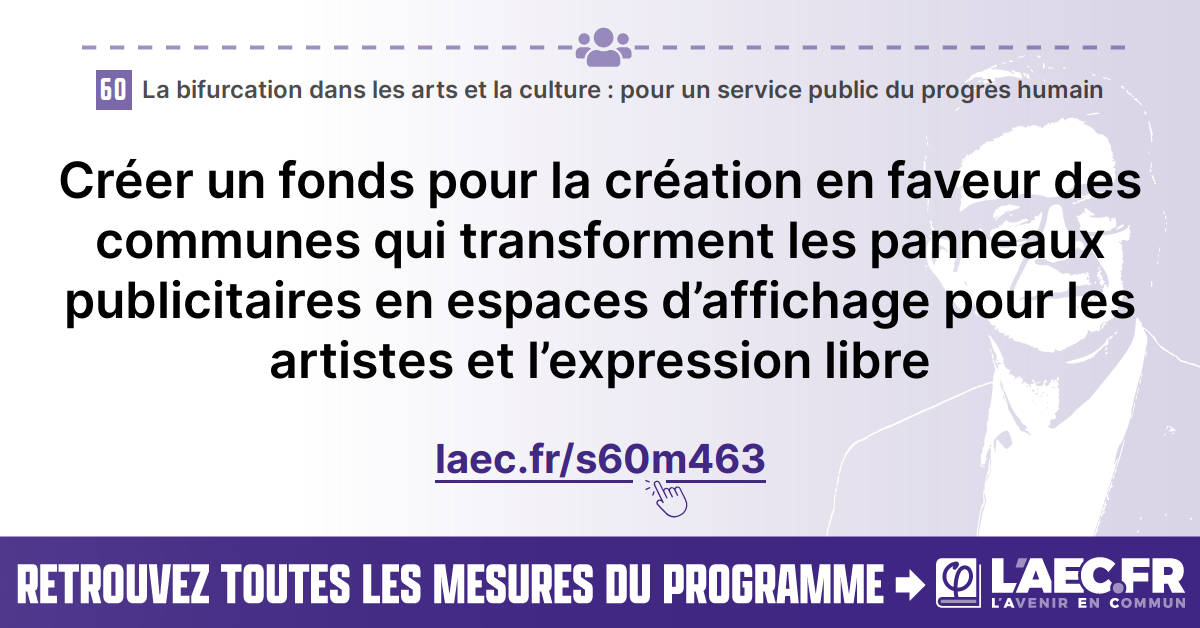 60 La bifurcation dans les arts et la culture : pour un service public du progrès humain
Créer un fonds pour la création en faveur des
communes qui transforment les panneaux
publicitaires en espaces d’affichage pour les
artistes et l’expression libre
laec.fr/s60m463
RETROUVEZ TOUTES LES MESURES DU PROGRAMME
L'AEC.FR
L'AVENIR EN COMMUN